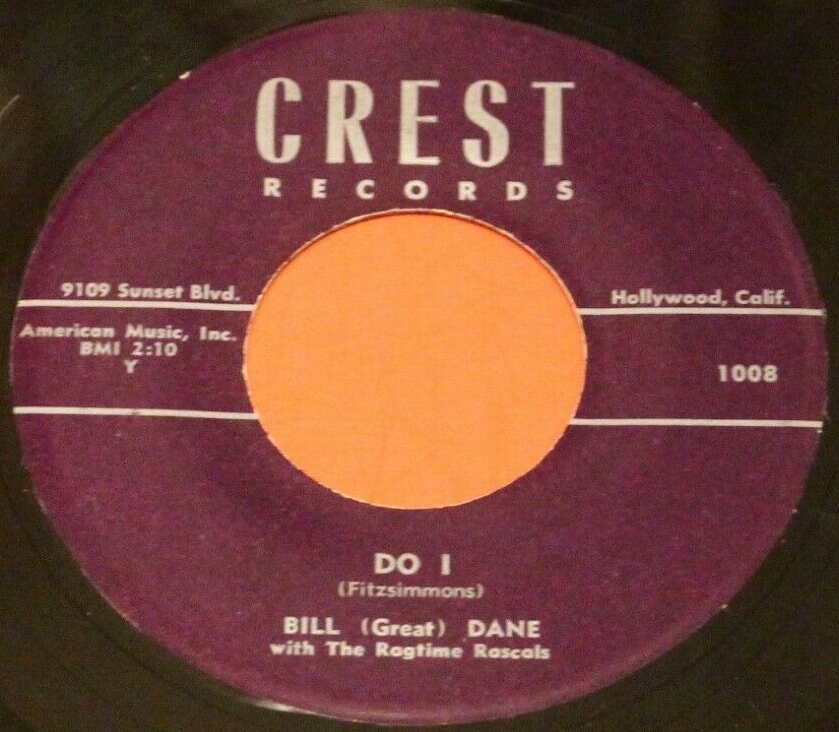 CREST
RECORDS
9109 Sunset Blvd.
Hollywood, Calif.
American Music, Inc.
BMI 2:10
Y
1008
DO I
(Fitzsimmons)
BILL (Great) DANE
with The Ragtime Rascals